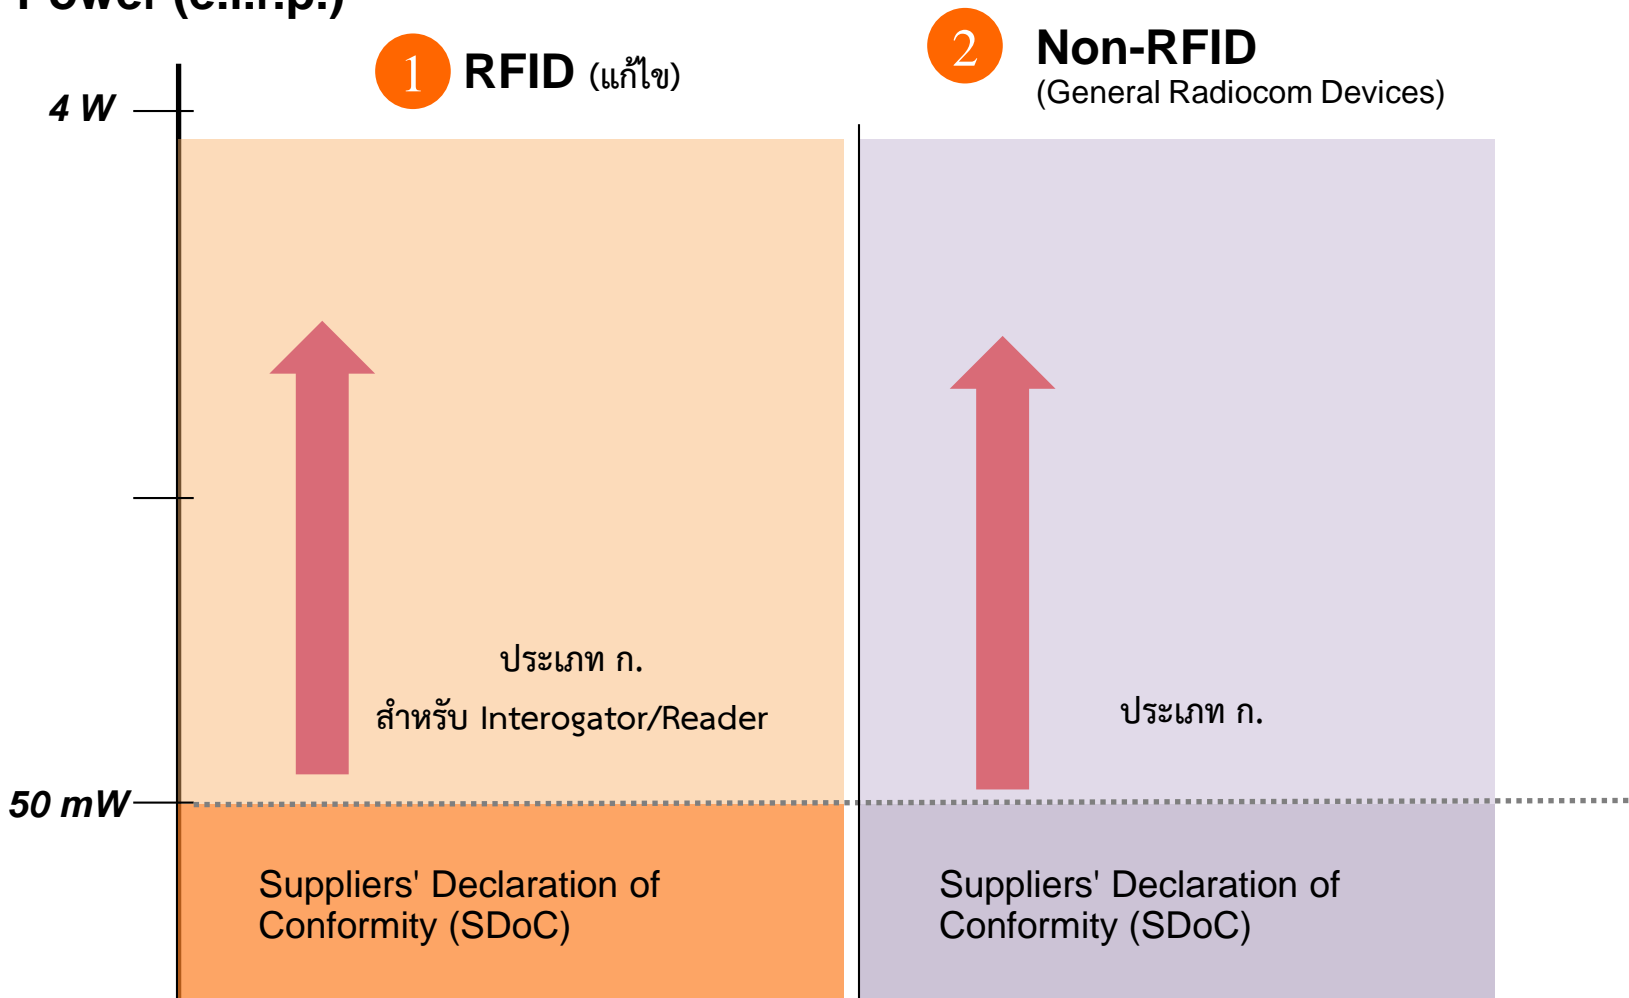 Power (e.i.r.p.)
1 RFID (แก้ไข)
2 Non-RFID
(General Radiocom Devices)
4 W
ประเภท ก.
สำหรับ Interogator/Reader
ประเภท ก.
50 mW
Suppliers' Declaration of
Conformity (SDoC)
Suppliers' Declaration of
Conformity (SDoC)